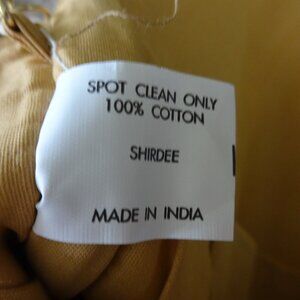 SPOT CLEAN ONLY
100% COTTON
SHIRDEE
MADE IN INDIA